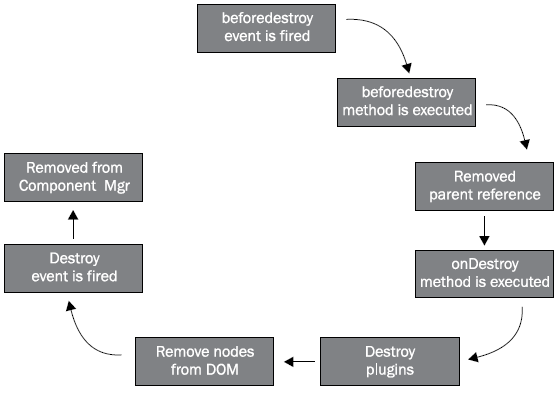 beforedestroy
event is fired
beforedestroy
method is executed
Removed
parent reference
onDestroy
method is executed
Destroy
plugins
Remove nodes
from DOM
Destroy
event is fired
Removed from
Component Mgr